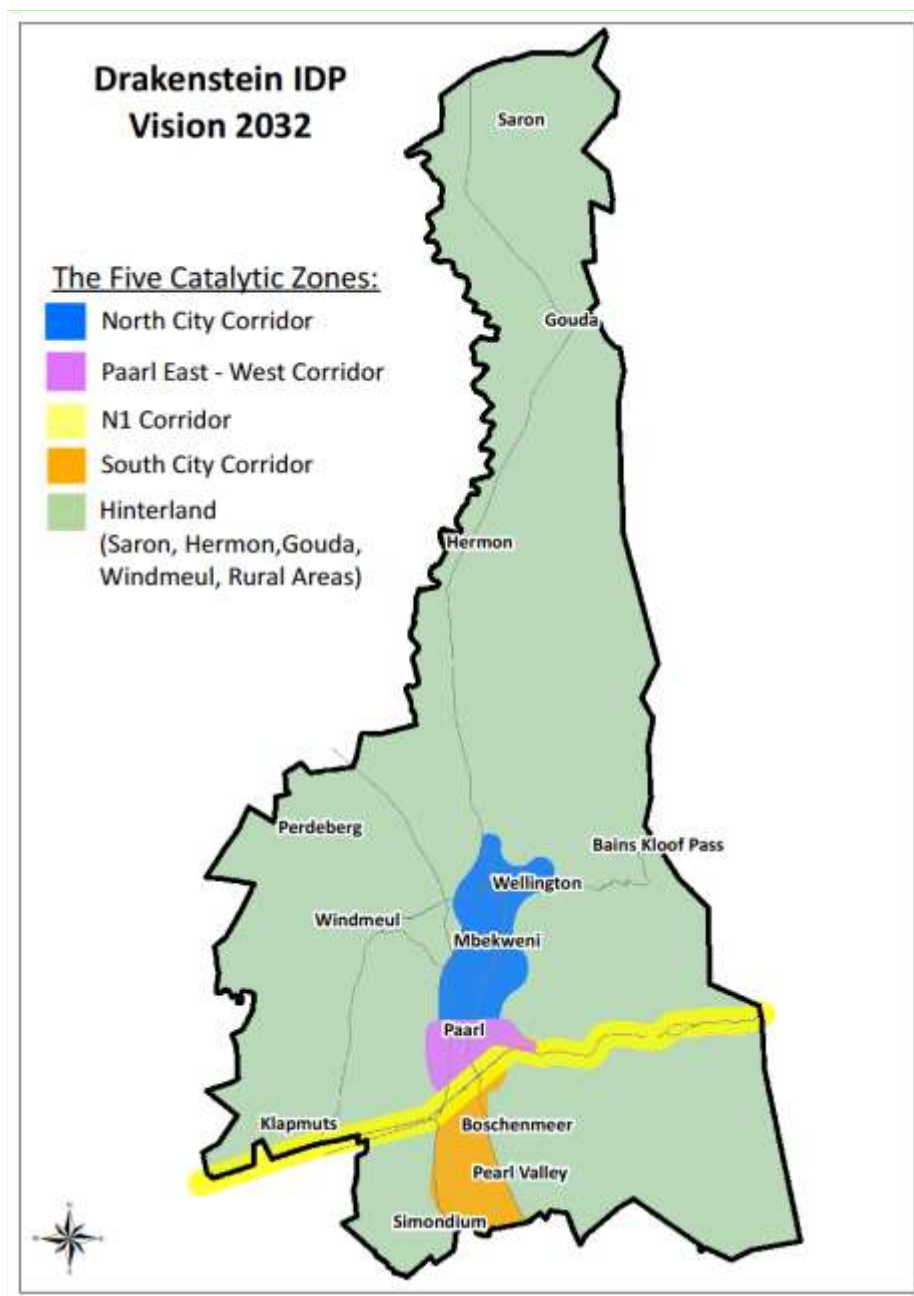 Drakenstein IDP
Vision 2032
Saron
The Five Catalytic Zones:
North City Corridor
Gouda
Paarl East - West Corridor
N1 Corridor
South City Corridor
Hinterland
(Saron, Hermon,Gouda,
Windmeul, Rural Areas)
Hermon
Perdeberg
Bains Kloof Pass
Wellington
Windmeul
Mbekweni
Paarl
Klapmuts
Boschenmeer
Pearl Valley
Simondium